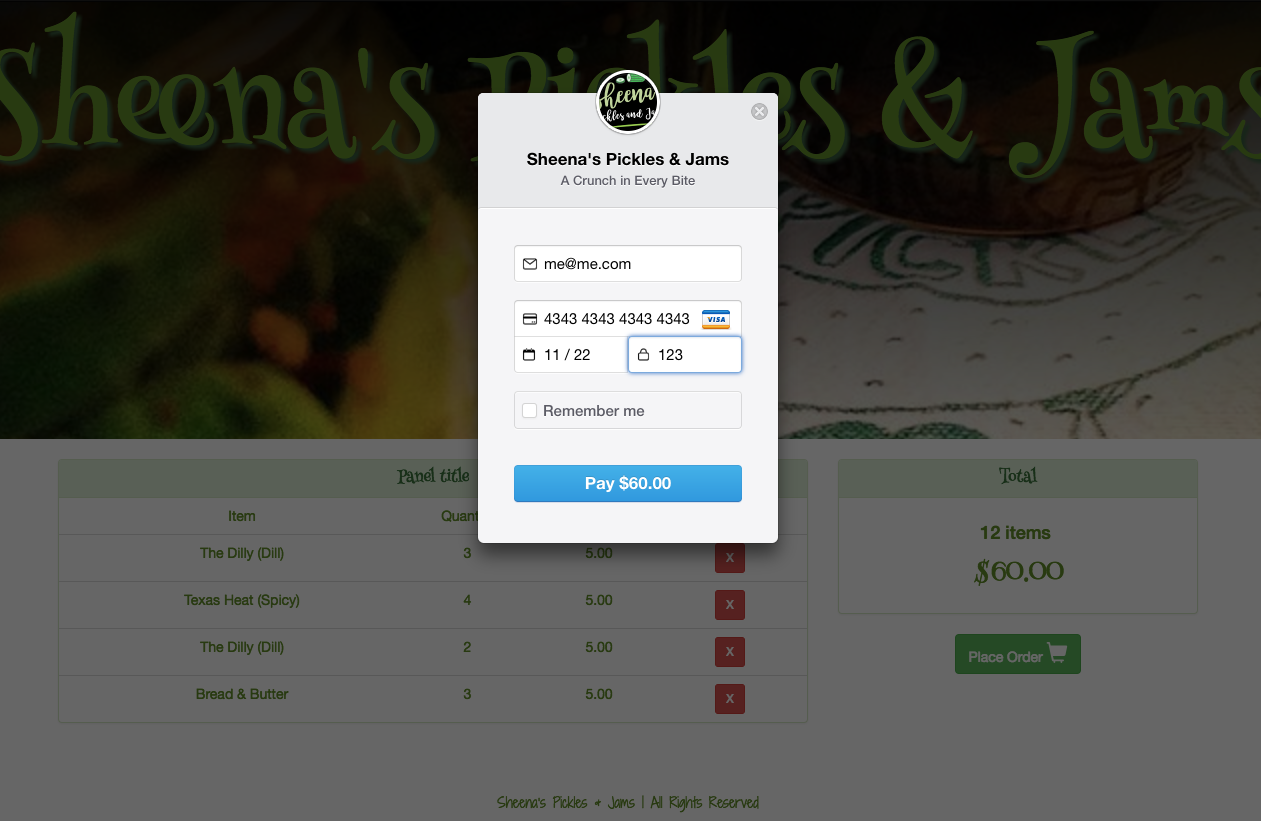 Sheena's Pickles & Jams
heena
ckles and Ja
Sheena's Pickles & Jams
A Crunch in Every Bite
me@me.com
4343 4343 4343 4343 VISA
11 / 22 123
Remember me
Pay $60.00
Panel title
Item Quant
The Dilly (Dill) 3 5.00 X
Texas Heat (Spicy) 4 5.00 X
The Dilly (Dill) 2 5.00 X
Bread & Butter 3 5.00 X
Total
12 items
$60.00
Place Order
Sheena's Pickles & Jams | All Rights Reserved